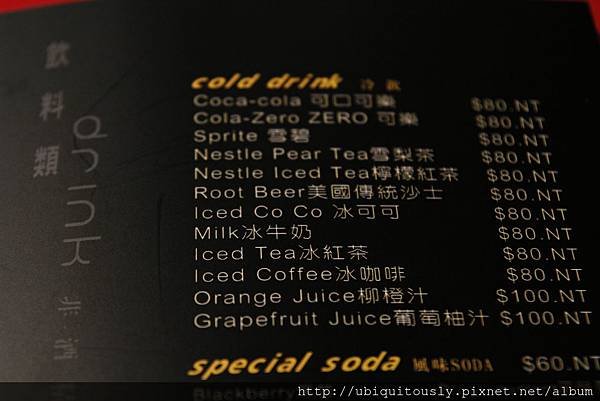 飲料類
drink
非酒
cold drink 冷飲
Coca-cola 可口可樂 $80.NT
Cola-Zero ZERO 可樂 $80.NT
Sprite 雪碧 $80.NT
Nestle Pear Tea雪梨茶 $80.NT
Nestle Iced Tea檸檬紅茶 $80.NT
Root Beer美國傳統沙士 $80.NT
Iced Co Co 冰可可 $80.NT
Milk冰牛奶 $80.NT
Iced Tea冰紅茶 $80.NT
Iced Coffee冰咖啡 $80.NT
Orange Juice柳橙汁 $100.NT
Grapefruit Juice葡萄柚汁 $100.NT
special soda 風味SODA $60.NT
Blackberry
http://ubiquitously.pixnet.net/album